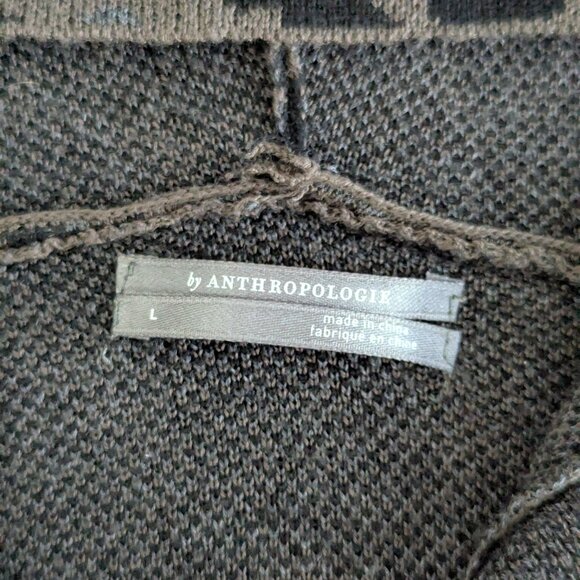 by ANTHROPOLOGIE
L
made in china
fabriqué en chine